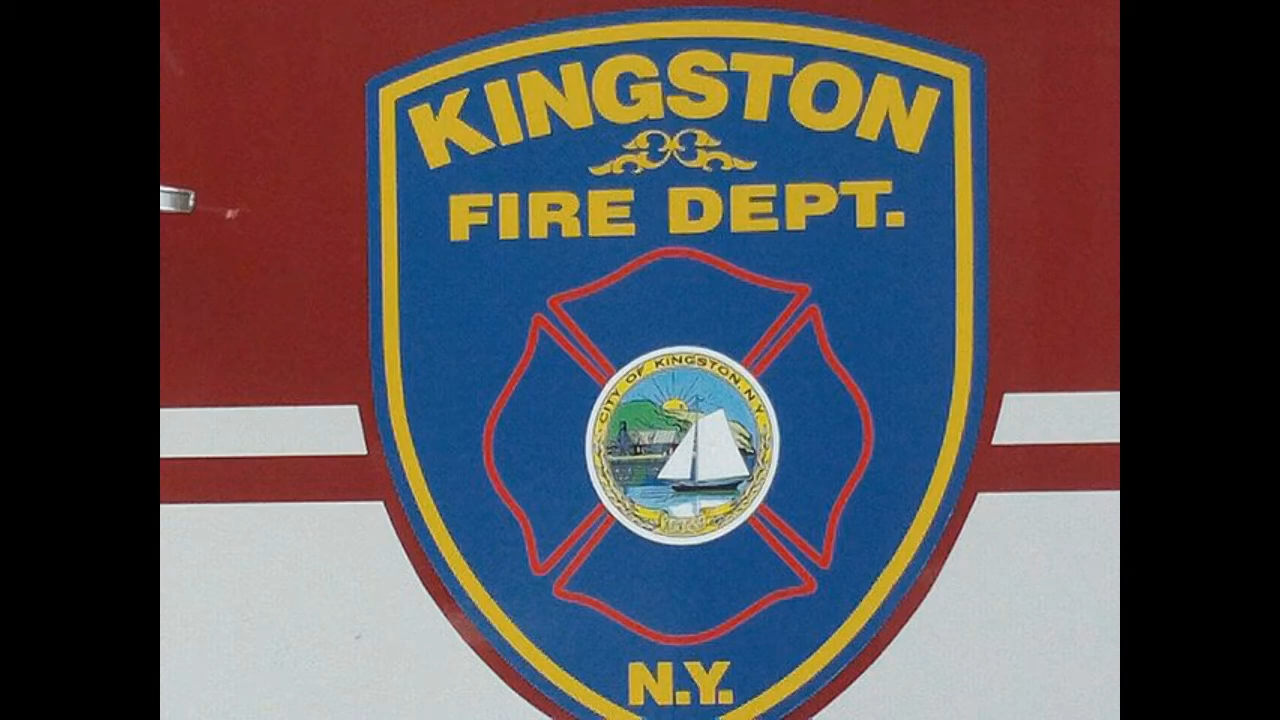 KINGSTON
FIRE DEPT.
CITY OF KINGSTON, N.Y.
N.Y.